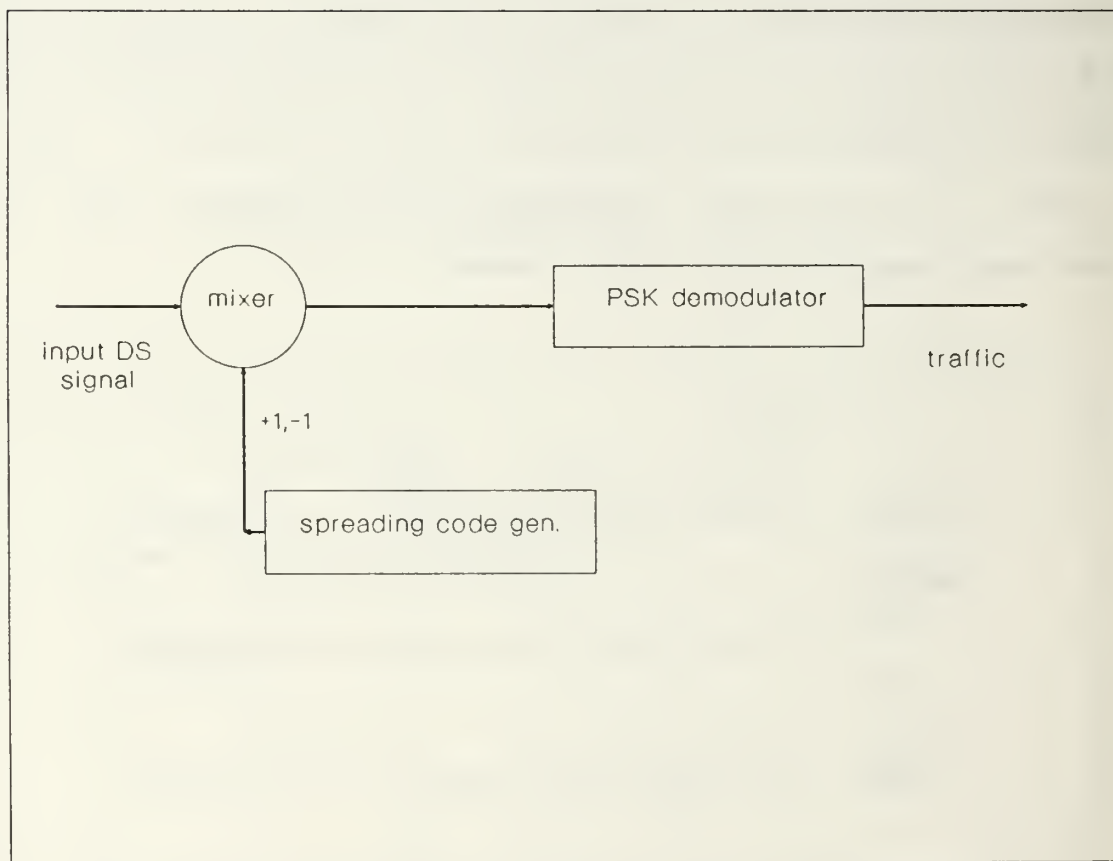 mixer
PSK demodulator
input DS
signal
traffic
+1,-1
spreading code gen.